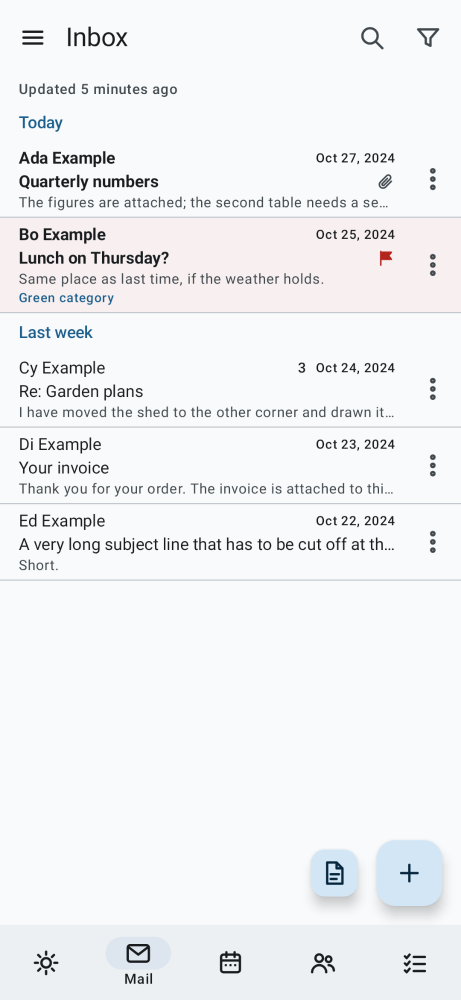 Inbox
Updated 5 minutes ago
Today
Ada Example Oct 27, 2024
Quarterly numbers
The figures are attached; the second table needs a se…
Bo Example Oct 25, 2024
Lunch on Thursday?
Same place as last time, if the weather holds.
Green category
Last week
Cy Example 3 Oct 24, 2024
Re: Garden plans
I have moved the shed to the other corner and drawn it…
Di Example Oct 23, 2024
Your invoice
Thank you for your order. The invoice is attached to thi…
Ed Example Oct 22, 2024
A very long subject line that has to be cut off at th…
Short.
Mail